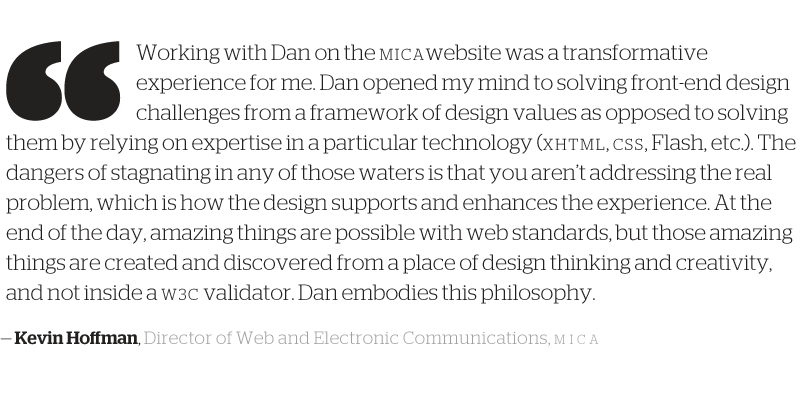 “Working with Dan on the MICA website was a transformative
experience for me. Dan opened my mind to solving front-end design
challenges from a framework of design values as opposed to solving
them by relying on expertise in a particular technology (XHTML, CSS, Flash, etc.). The
dangers of stagnating in any of those waters is that you aren’t addressing the real
problem, which is how the design supports and enhances the experience. At the
end of the day, amazing things are possible with web standards, but those amazing
things are created and discovered from a place of design thinking and creativity,
and not inside a W3C validator. Dan embodies this philosophy.
— Kevin Hoffman, Director of Web and Electronic Communications, MICA